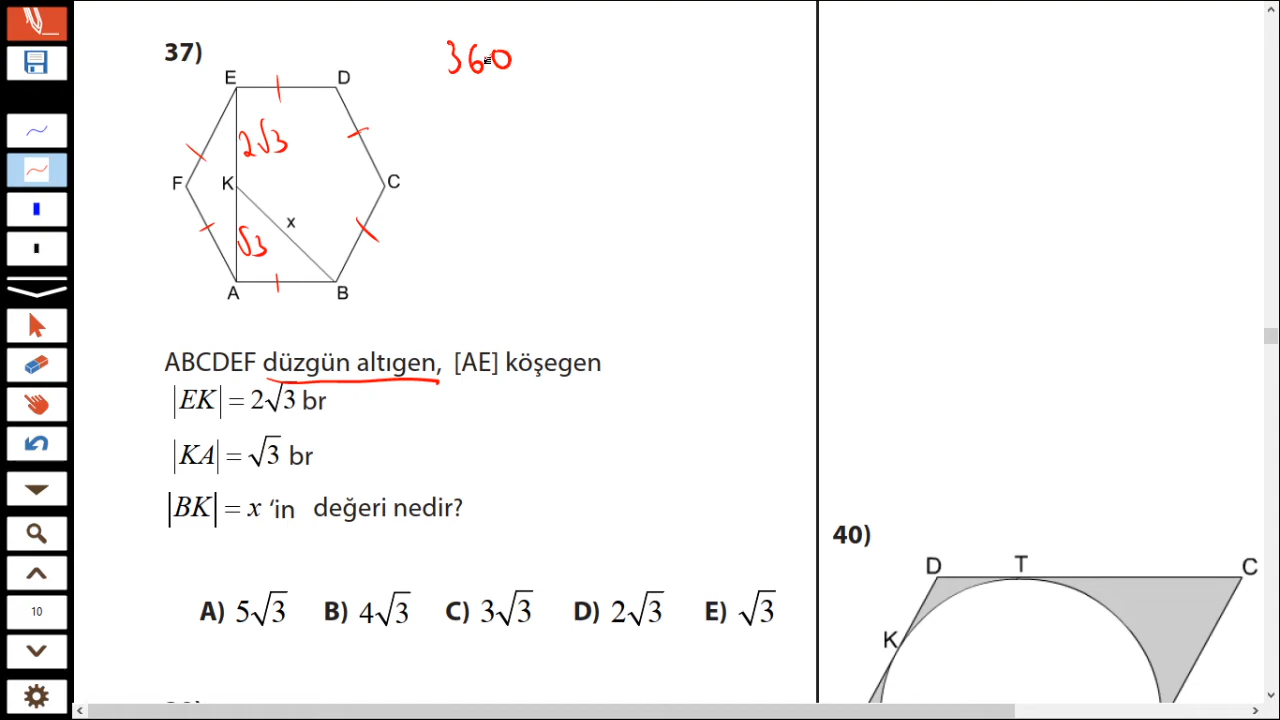 37)
360
E
D
2√3
F
K
C
x
√3
A
B
ABCDEF düzgün altıgen, [AE] köşegen
|EK| = 2√3 br
|KA| = √3 br
|BK| = x ‘in değeri nedir?
A) 5√3 B) 4√3 C) 3√3 D) 2√3 E) √3
40)
D
T
C
K
10